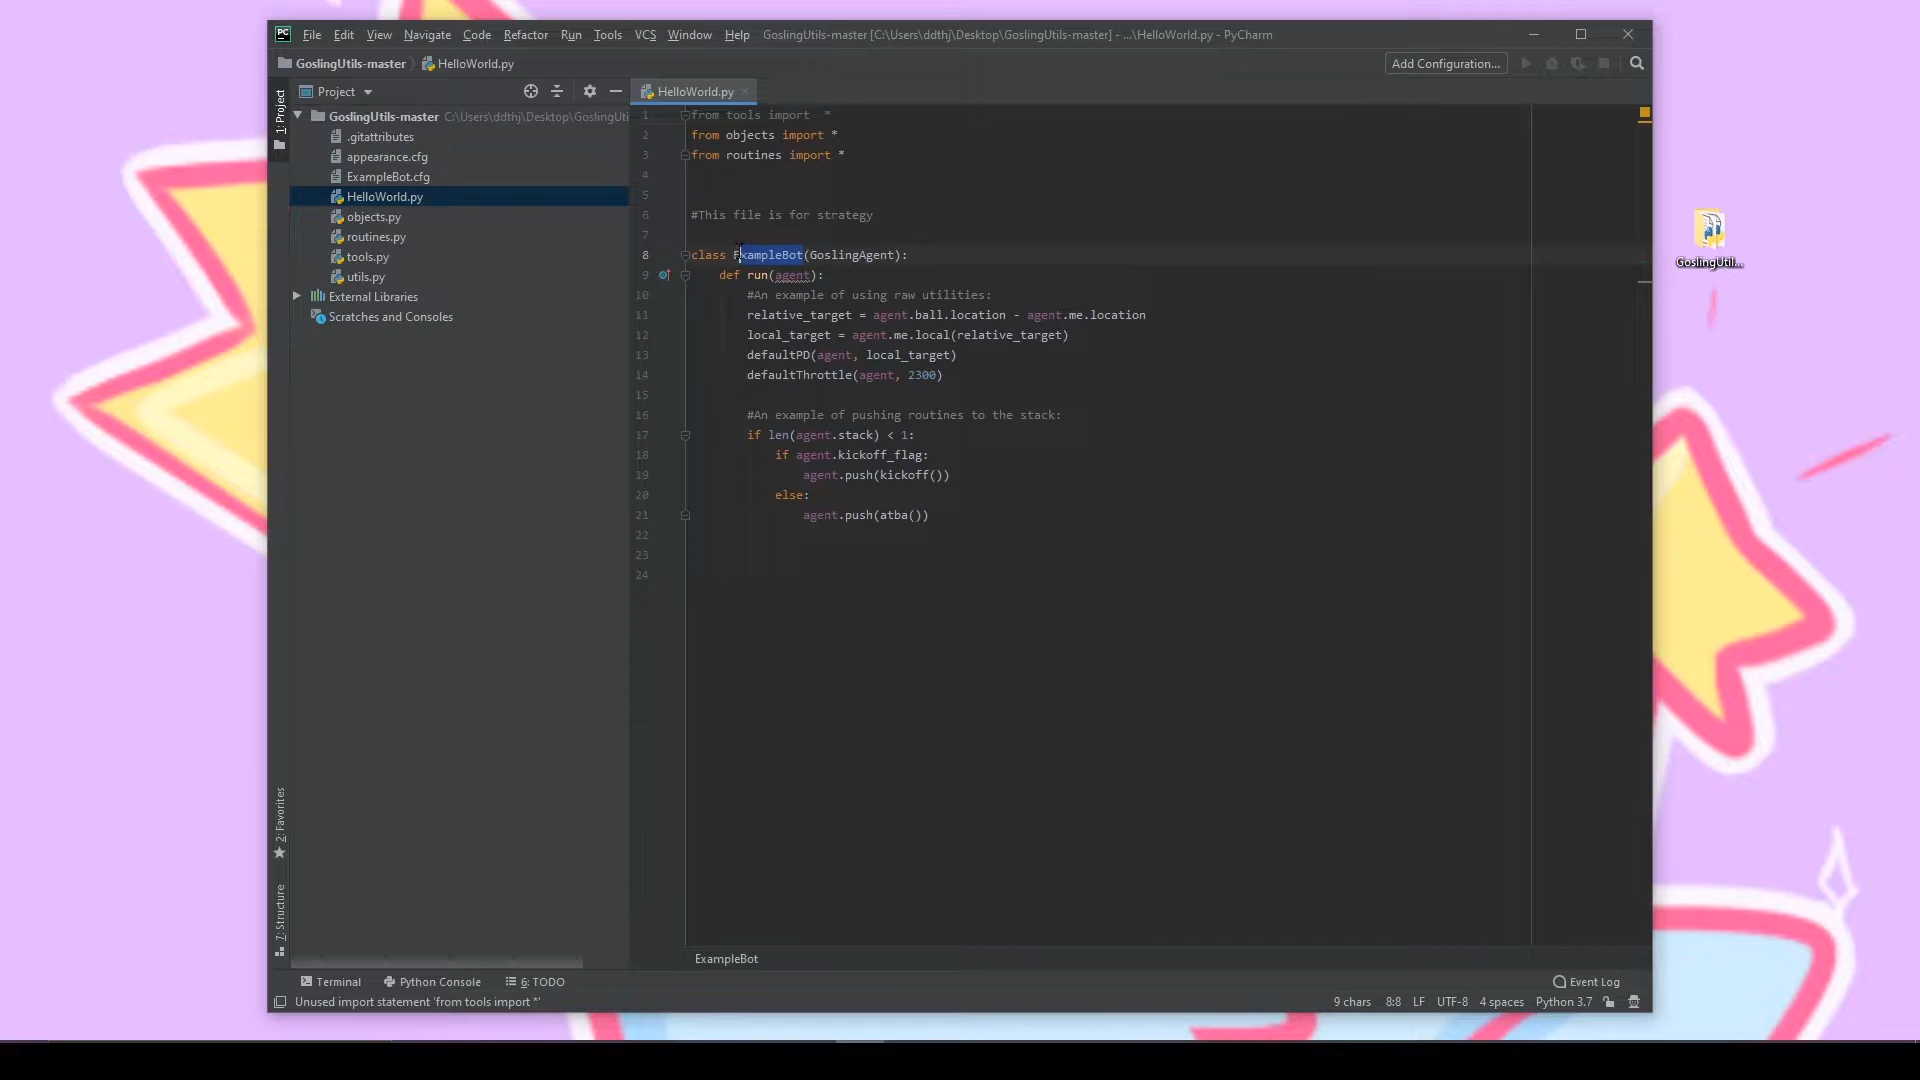 PC File Edit View Navigate Code Refactor Run Tools VCS Window Help GoslingUtils-master [C:\Users\ddthj\Desktop\GoslingUtils-master] - ...\HelloWorld.py - PyCharm
GoslingUtils-master HelloWorld.py Add Configuration...
Project HelloWorld.py
1: Project
GoslingUtils-master C:\Users\ddthj\Desktop\GoslingUti
.gitattributes
appearance.cfg
ExampleBot.cfg
HelloWorld.py
objects.py
routines.py
tools.py
utils.py
External Libraries
Scratches and Consoles
2: Favorites
7: Structure
1 from tools import *
2 from objects import *
3 from routines import *
4
5
6 #This file is for strategy
7
8 class ExampleBot(GoslingAgent):
9 def run(agent):
10 #An example of using raw utilities:
11 relative_target = agent.ball.location - agent.me.location
12 local_target = agent.me.local(relative_target)
13 defaultPD(agent, local_target)
14 defaultThrottle(agent, 2300)
15
16 #An example of pushing routines to the stack:
17 if len(agent.stack) < 1:
18 if agent.kickoff_flag:
19 agent.push(kickoff())
20 else:
21 agent.push(atba())
22
23
24
ExampleBot
Terminal Python Console 6: TODO Event Log
Unused import statement 'from tools import *' 9 chars 8:8 LF UTF-8 4 spaces Python 3.7
GoslingUtil...